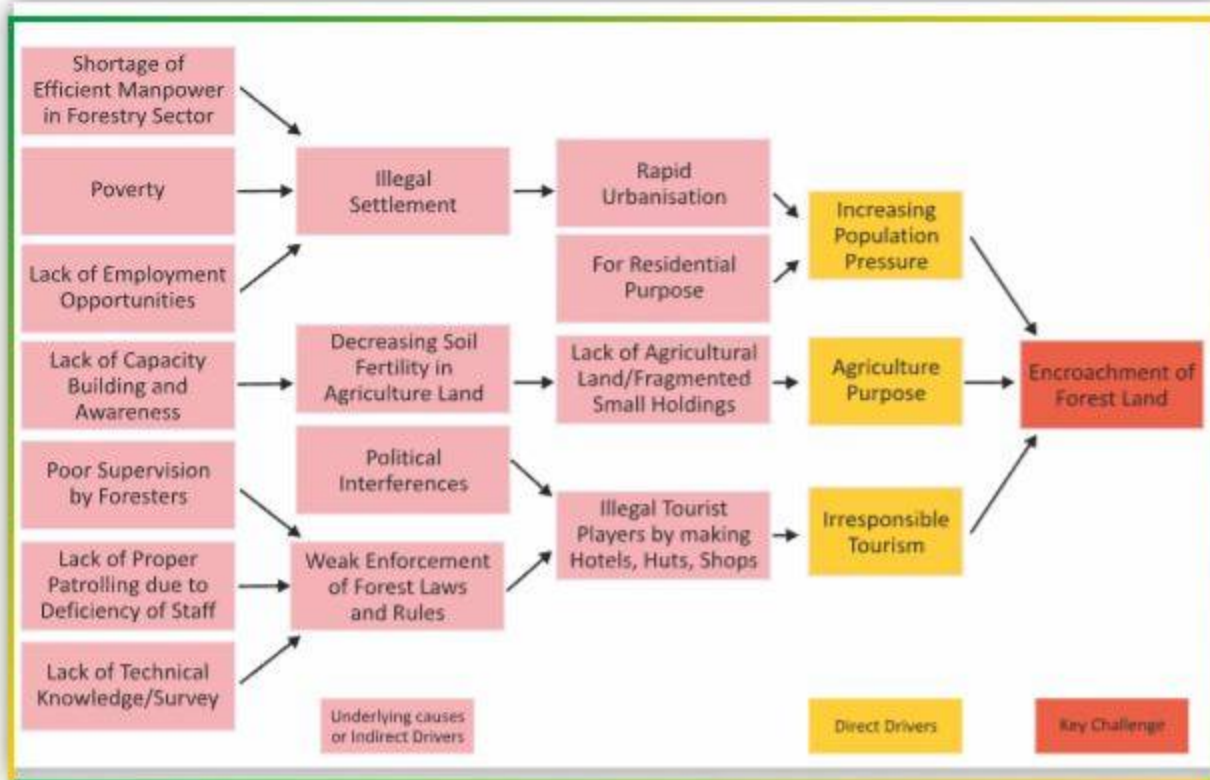 Shortage of
Efficient Manpower
in Forestry Sector
Poverty
Lack of Employment
Opportunities
Lack of Capacity
Building and
Awareness
Poor Supervision
by Foresters
Lack of Proper
Patrolling due to
Deficiency of Staff
Lack of Technical
Knowledge/Survey
Illegal
Settlement
Decreasing Soil
Fertility in
Agriculture Land
Political
Interferences
Weak Enforcement
of Forest Laws
and Rules
Rapid
Urbanisation
For Residential
Purpose
Lack of Agricultural
Land/Fragmented
Small Holdings
Illegal Tourist
Players by making
Hotels, Huts, Shops
Increasing
Population
Pressure
Agriculture
Purpose
Irresponsible
Tourism
Encroachment of
Forest Land
Underlying causes
or Indirect Drivers
Direct Drivers
Key Challenge